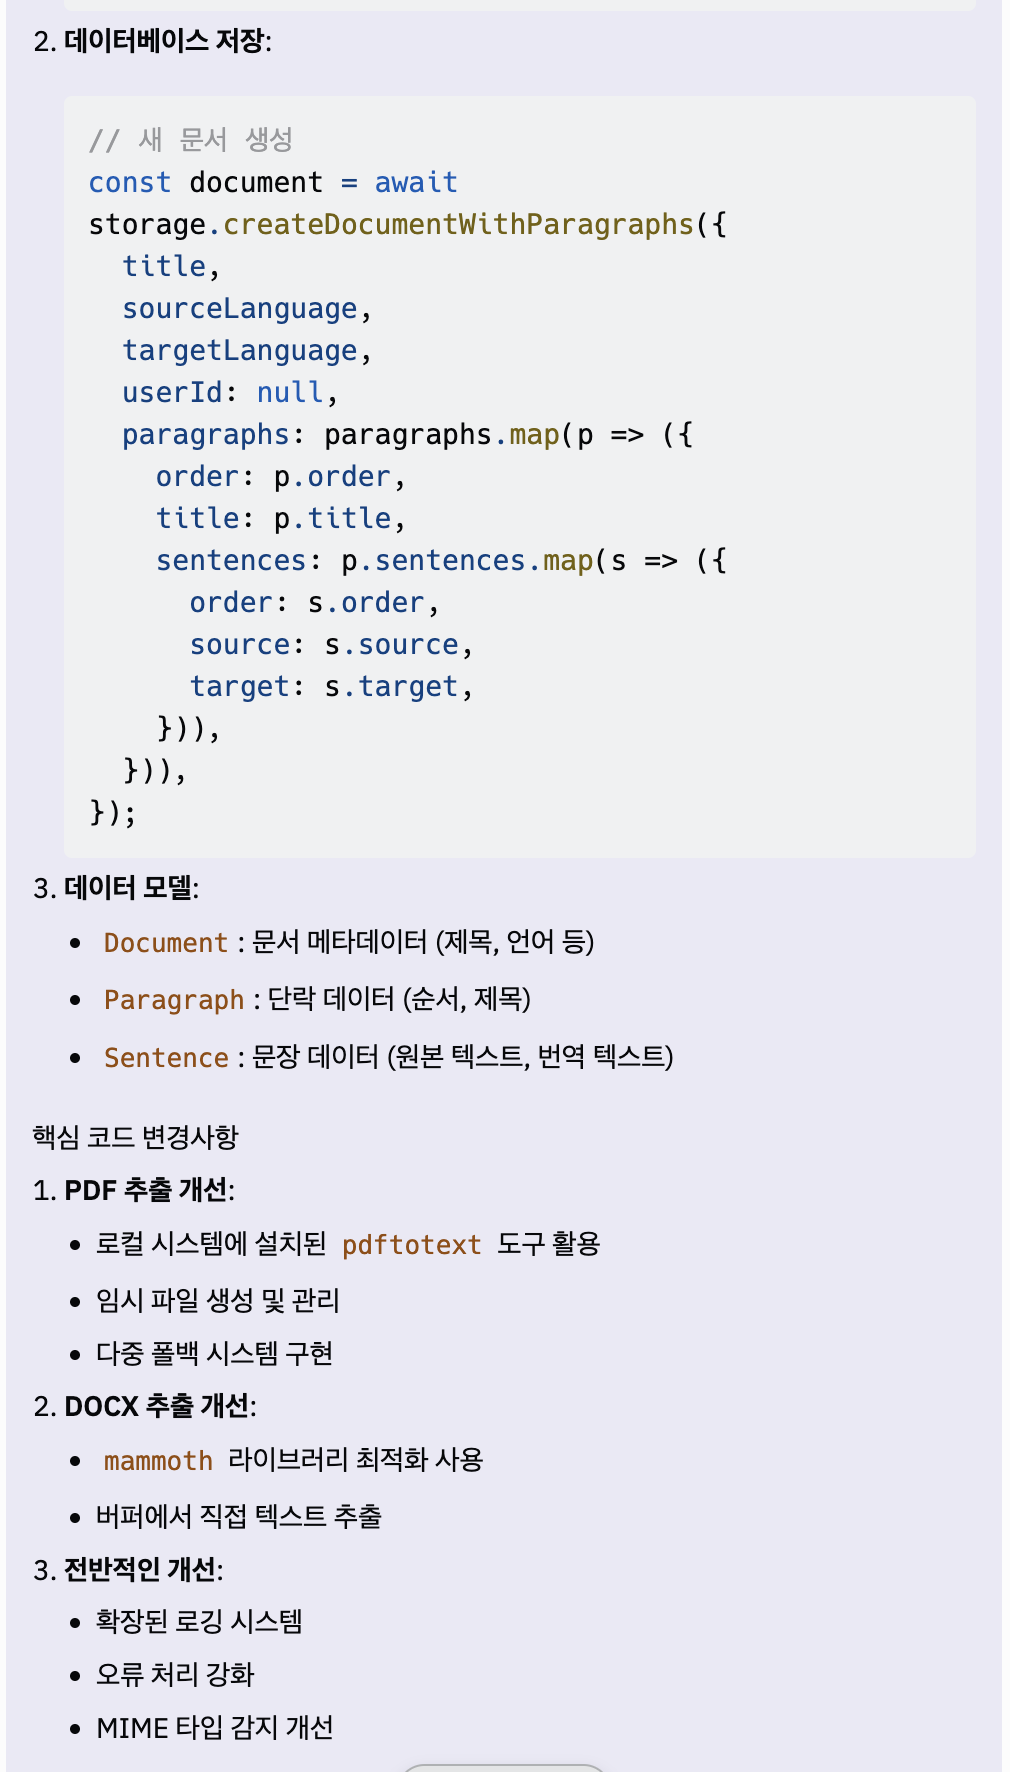 2. 데이터베이스 저장:
// 새 문서 생성
const document = await
storage.createDocumentWithParagraphs({
  title,
  sourceLanguage,
  targetLanguage,
  userId: null,
  paragraphs: paragraphs.map(p => ({
    order: p.order,
    title: p.title,
    sentences: p.sentences.map(s => ({
      order: s.order,
      source: s.source,
      target: s.target,
    })),
  })),
});
3. 데이터 모델:
• Document : 문서 메타데이터 (제목, 언어 등)
• Paragraph : 단락 데이터 (순서, 제목)
• Sentence : 문장 데이터 (원본 텍스트, 번역 텍스트)
핵심 코드 변경사항
1. PDF 추출 개선:
• 로컬 시스템에 설치된 pdftotext 도구 활용
• 임시 파일 생성 및 관리
• 다중 폴백 시스템 구현
2. DOCX 추출 개선:
• mammoth 라이브러리 최적화 사용
• 버퍼에서 직접 텍스트 추출
3. 전반적인 개선:
• 확장된 로깅 시스템
• 오류 처리 강화
• MIME 타입 감지 개선